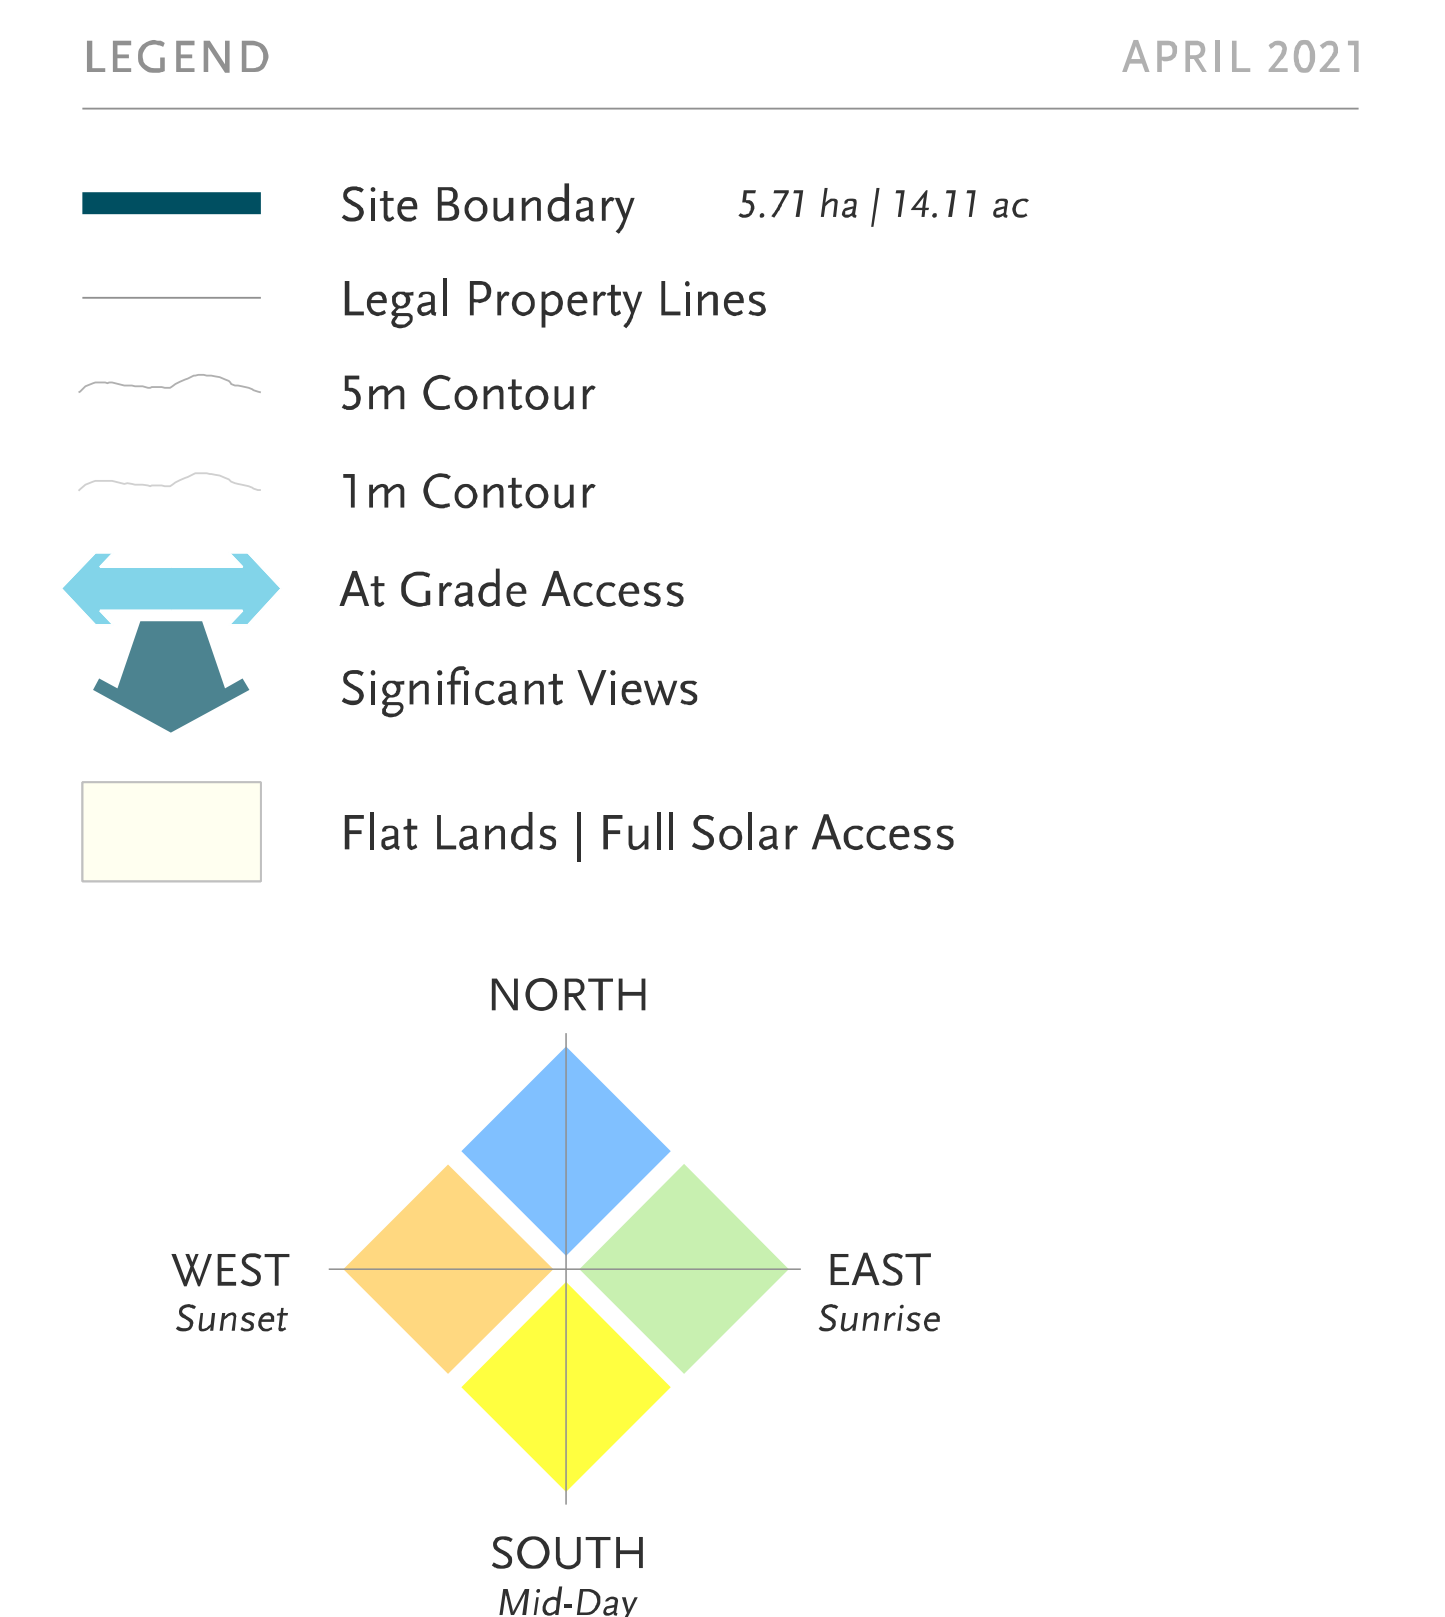 LEGEND APRIL 2021
Site Boundary 5.71 ha | 14.11 ac
Legal Property Lines
5m Contour
1m Contour
At Grade Access
Significant Views
Flat Lands | Full Solar Access
NORTH
WEST
Sunset
EAST
Sunrise
SOUTH
Mid-Day